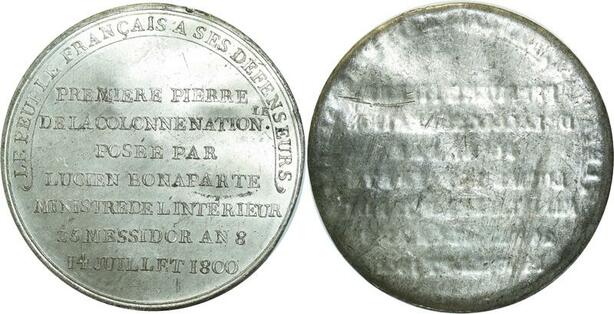 LE PEUPLE FRANÇAIS A SES DEFENSEURS
PREMIERE PIERRE
DE LA COLONNE NATION.LE
POSÉE PAR
LUCIEN BONAPARTE
MINISTRE DE L'INTÉRIEUR
25 MESSIDOR AN 8
14 JUILLET 1800